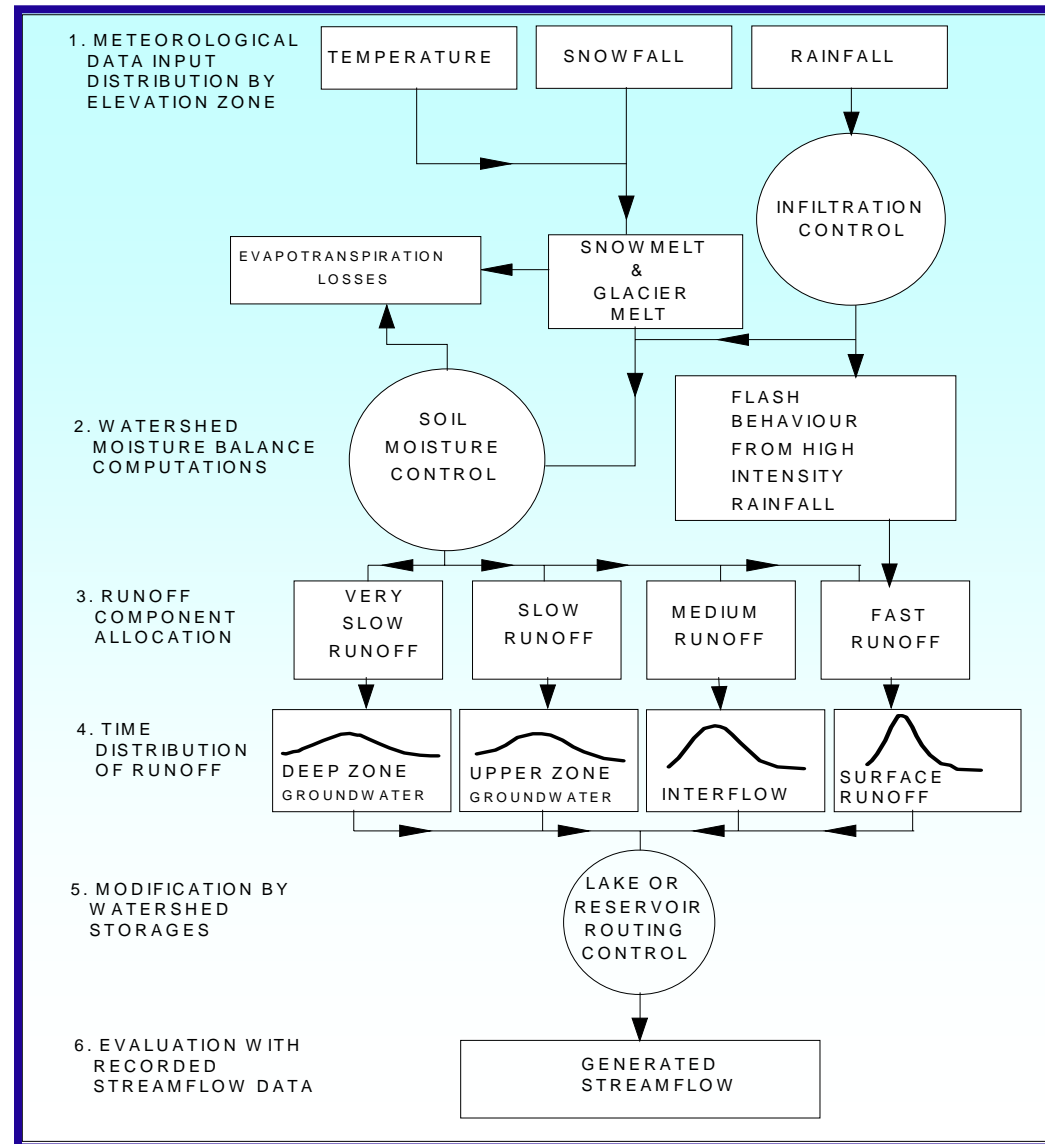 1. METEOROLOGICAL
DATA INPUT
DISTRIBUTION BY
ELEVATION ZONE
TEMPERATURE
SNOWFALL
RAINFALL
INFILTRATION
CONTROL
EVAPOTRANSPIRATION
LOSSES
SNOWMELT
&
GLACIER
MELT
2. WATERSHED
MOISTURE BALANCE
COMPUTATIONS
SOIL
MOISTURE
CONTROL
FLASH
BEHAVIOUR
FROM HIGH
INTENSITY
RAINFALL
3. RUNOFF
COMPONENT
ALLOCATION
VERY
SLOW
RUNOFF
SLOW
RUNOFF
MEDIUM
RUNOFF
FAST
RUNOFF
4. TIME
DISTRIBUTION
OF RUNOFF
DEEP ZONE
GROUNDWATER
UPPER ZONE
GROUNDWATER
INTERFLOW
SURFACE
RUNOFF
5. MODIFICATION BY
WATERSHED
STORAGES
LAKE OR
RESERVOIR
ROUTING
CONTROL
6. EVALUATION WITH
RECORDED
STREAMFLOW DATA
GENERATED
STREAMFLOW